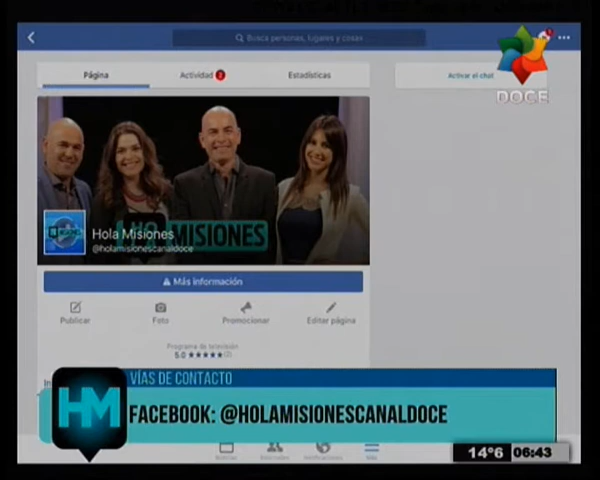 Busca personas, lugares y cosas
Página
Actividad 2
Estadísticas
Activar el chat
DOCE
HOLA MISIONES
Hola Misiones
@holamisionescanaldoce
Más información
Publicar
Foto
Promocionar
Editar página
Programa de televisión
5.0 ★★★★★
VÍAS DE CONTACTO
HM
FACEBOOK: @HOLAMISIONESCANALDOCE
Más
14°6 06:43